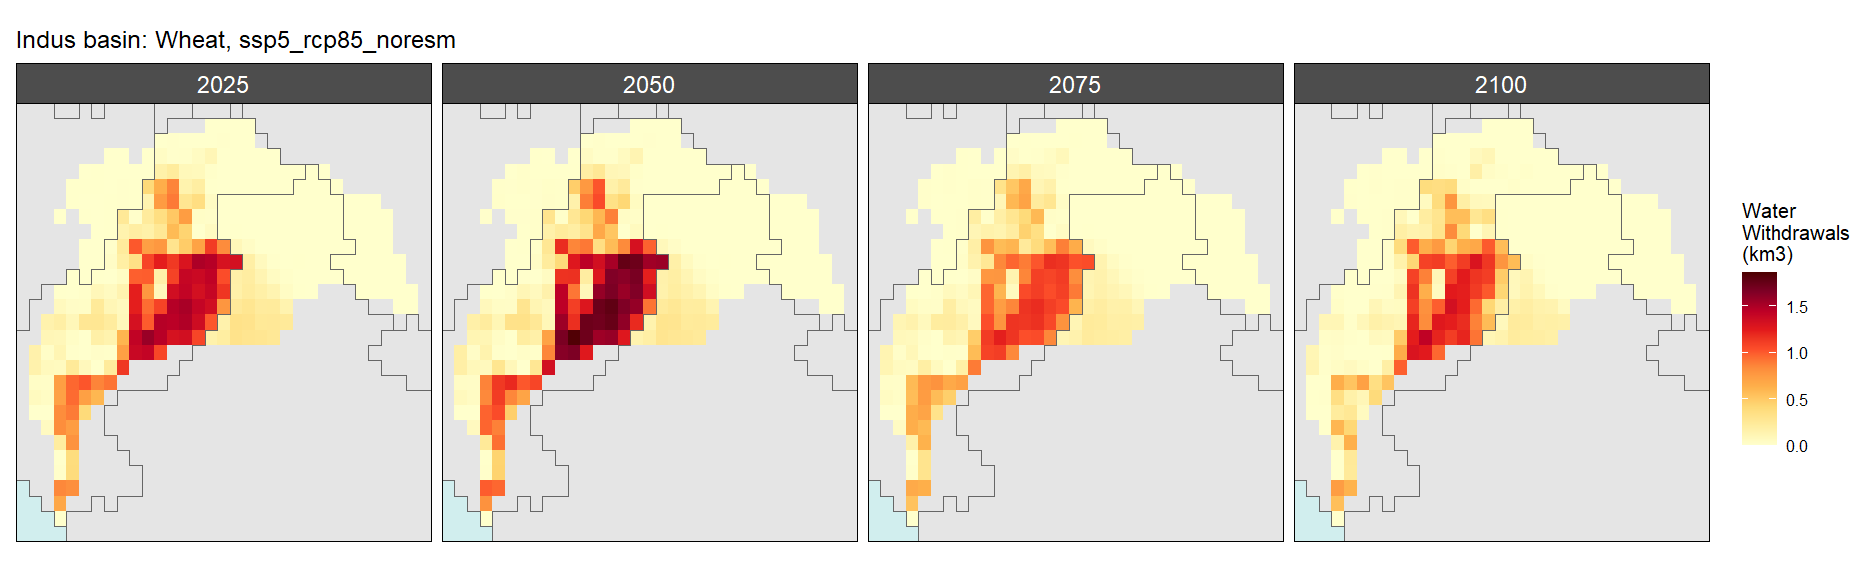 Indus basin: Wheat, ssp5_rcp85_noresm
2025
2050
2075
2100
Water
Withdrawals
(km3)
1.5
1.0
0.5
0.0